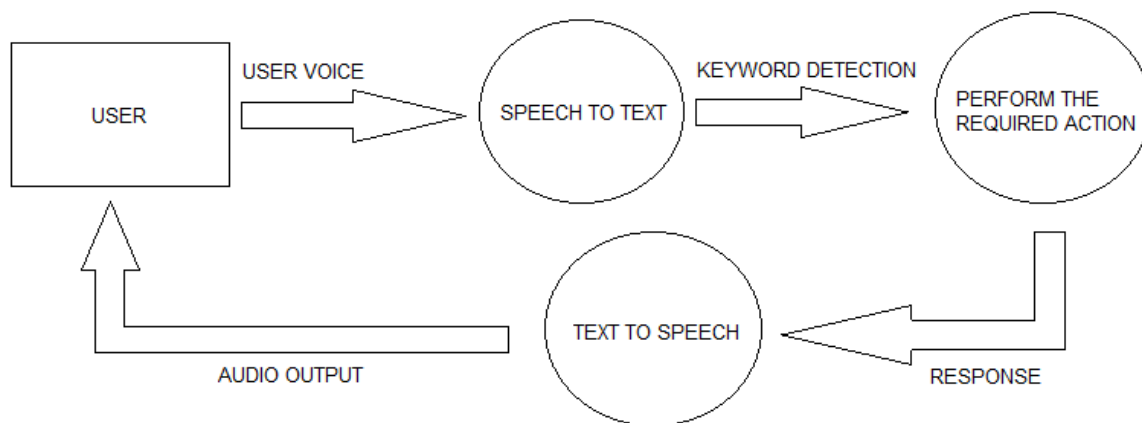 USER
USER VOICE
SPEECH TO TEXT
KEYWORD DETECTION
PERFORM THE
REQUIRED ACTION
RESPONSE
TEXT TO SPEECH
AUDIO OUTPUT